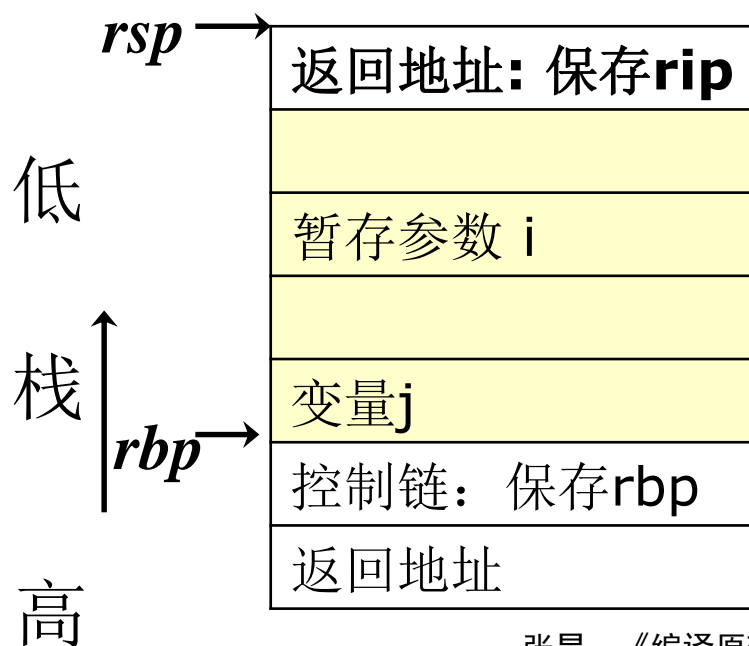 rsp
返回地址: 保存rip
低
暂存参数 i
栈
变量j
rbp
控制链：保存rbp
返回地址
高